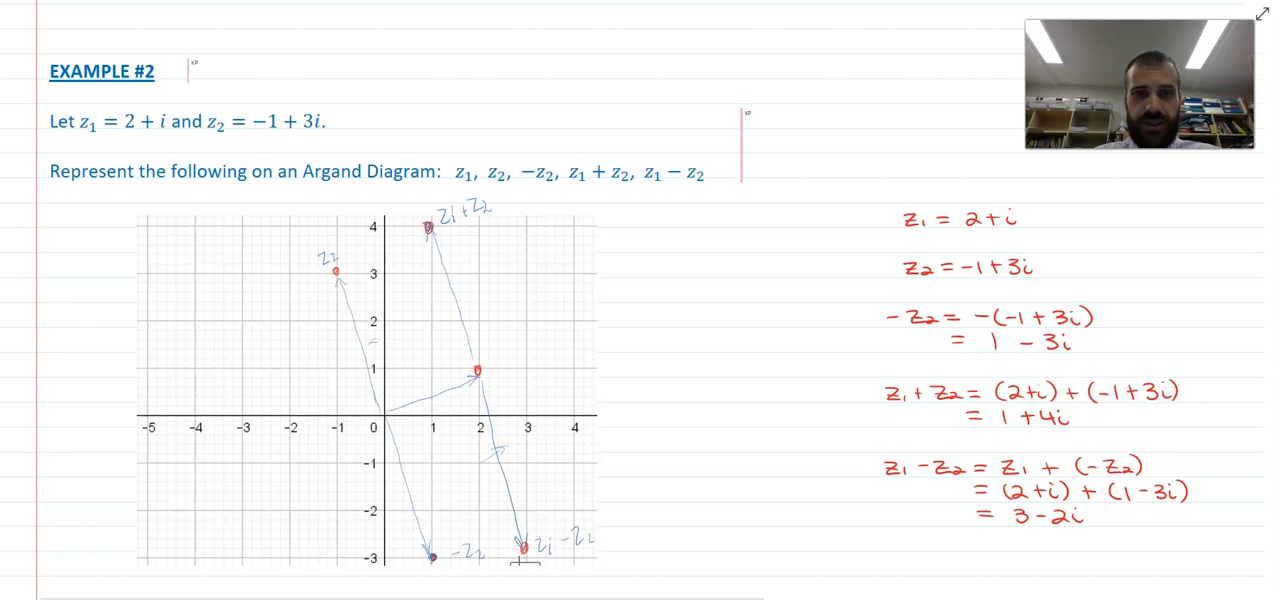 EXAMPLE #2
KP
Let z₁ = 2 + i and z₂ = −1 + 3i.
KP
Represent the following on an Argand Diagram: z₁, z₂, −z₂, z₁ + z₂, z₁ − z₂
z₁+z₂
4
z₂
3
2
1
-5 -4 -3 -2 -1 0 1 2 3 4
-1
-2
-3
-z₂
z₁-z₂
z₁ = 2+i
z₂ = -1+3i
-z₂ = -(-1+3i)
= 1 - 3i
z₁ + z₂ = (2+i) + (-1+3i)
= 1 + 4i
z₁ - z₂ = z₁ + (-z₂)
= (2+i) + (1-3i)
= 3-2i